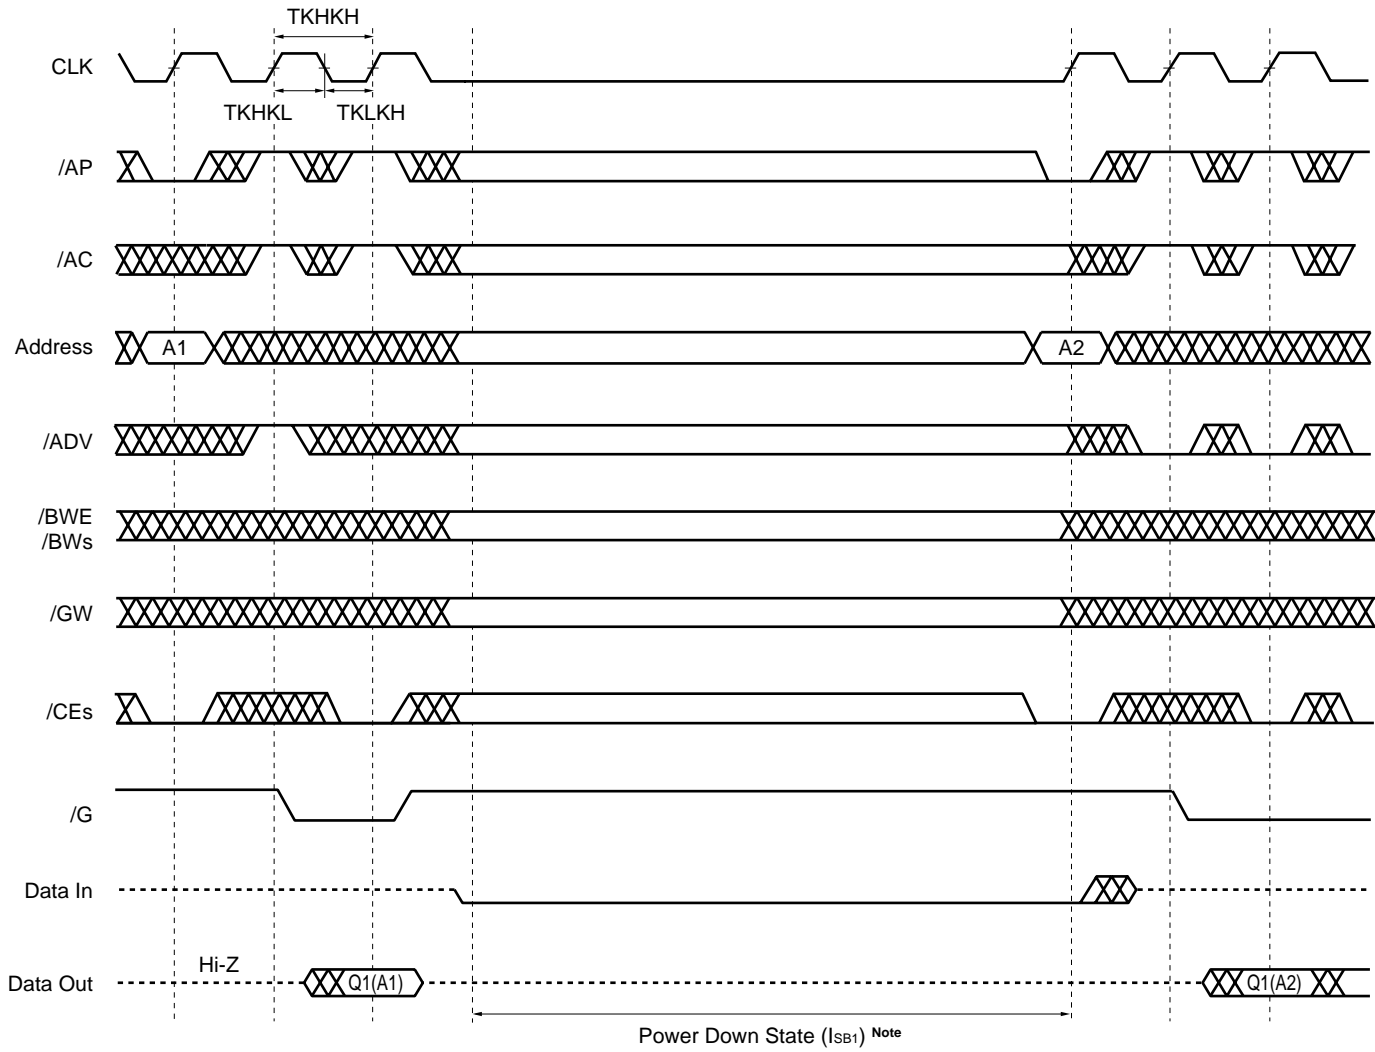 TKHKH
CLK
TKHKL TKLKH
/AP
/AC
Address A1 A2
/ADV
/BWE
/BWs
/GW
/CEs
/G
Data In
Hi-Z
Data Out Q1(A1) Q1(A2)
Power Down State (ISB1) Note